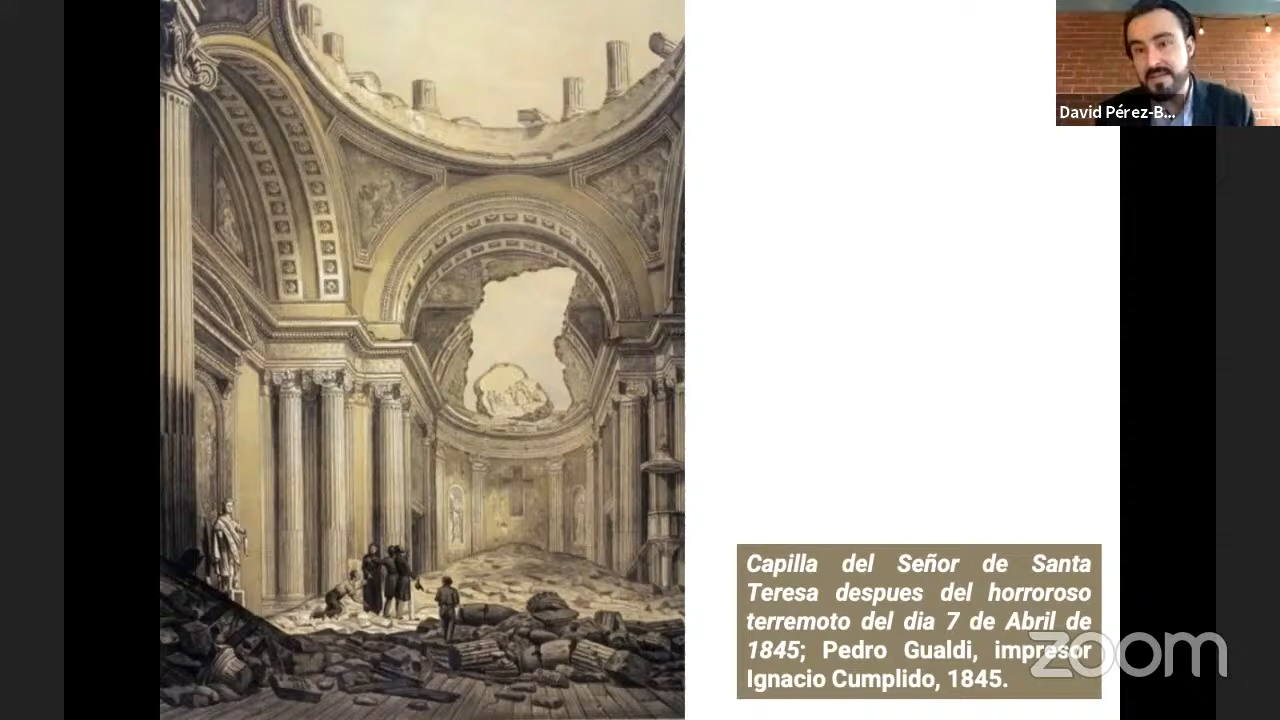 David Pérez-B...
Capilla del Señor de Santa
Teresa despues del horroroso
terremoto del dia 7 de Abril de
1845; Pedro Gualdi, impresor
Ignacio Cumplido, 1845.
zoom